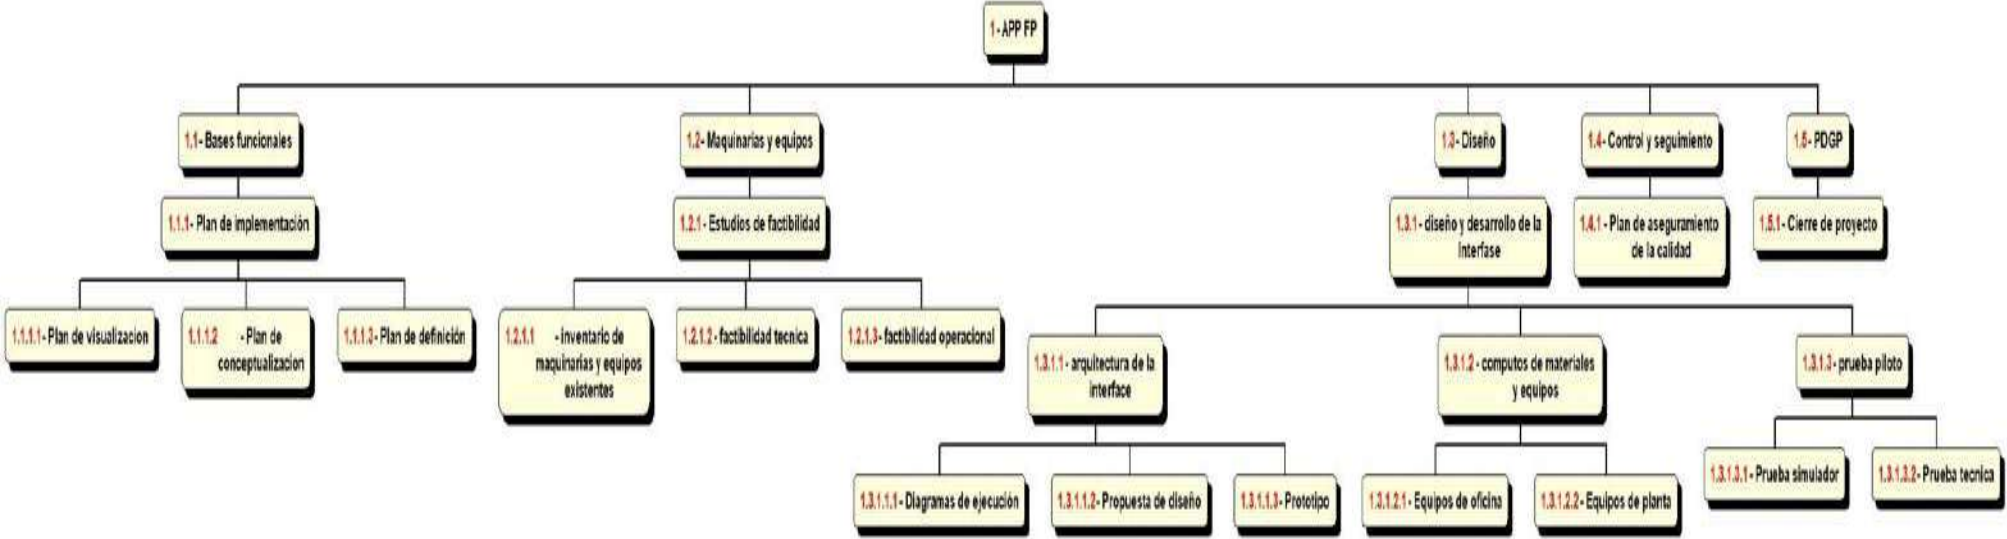 1- APP FP
1.1- Bases funcionales
1.2- Maquinarias y equipos
1.3- Diseño
1.4- Control y seguimiento
1.5- PDGP
1.1.1- Plan de implementación
1.2.1- Estudios de factibilidad
1.3.1- diseño y desarrollo de la
interfase
1.4.1- Plan de aseguramiento
de la calidad
1.5.1- Cierre de proyecto
1.1.1.1- Plan de visualizacion
1.1.1.2 - Plan de
conceptualizacion
1.1.1.3- Plan de definición
1.2.1.1 - inventario de
maquinarias y equipos
existentes
1.2.1.2- factibilidad tecnica
1.2.1.3- factibilidad operacional
1.3.1.1- arquitectura de la
interface
1.3.1.2- computos de materiales
y equipos
1.3.1.3- prueba piloto
1.3.1.1.1- Diagramas de ejecución
1.3.1.1.2- Propuesta de diseño
1.3.1.1.3- Prototipo
1.3.1.2.1- Equipos de oficina
1.3.1.2.2- Equipos de planta
1.3.1.3.1- Prueba simulador
1.3.1.3.2- Prueba tecnica